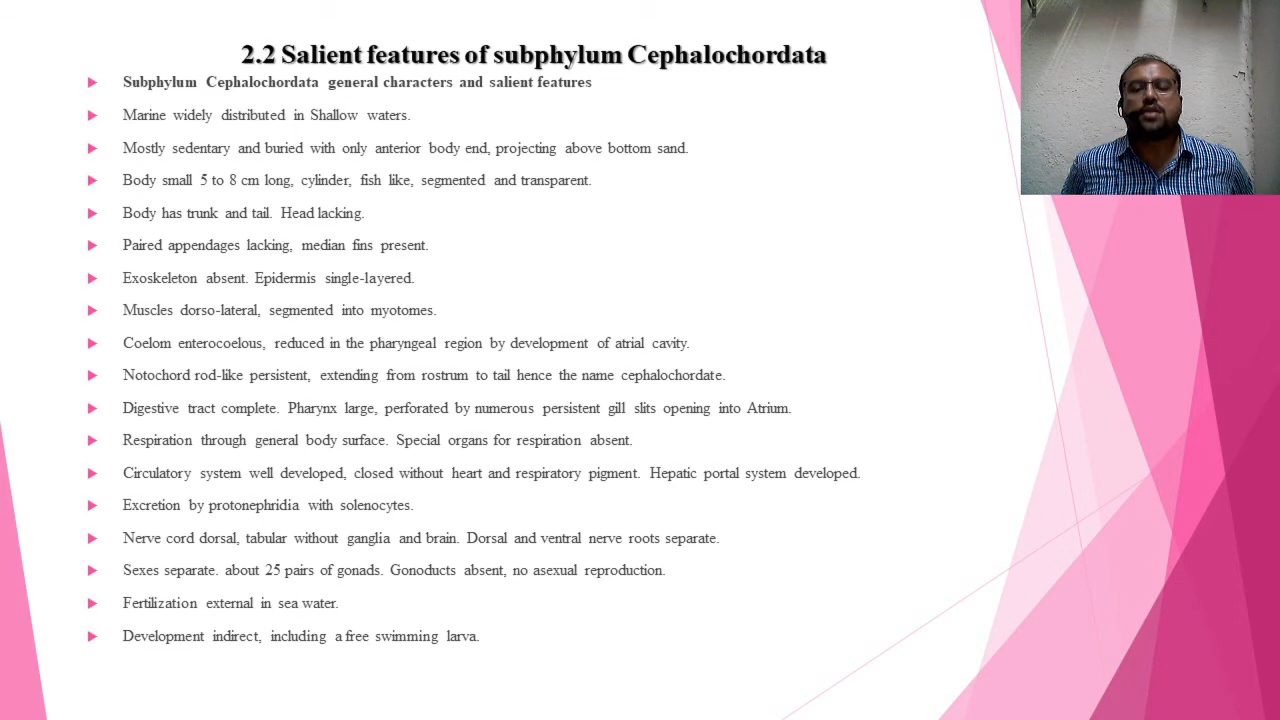 2.2 Salient features of subphylum Cephalochordata
Subphylum Cephalochordata general characters and salient features
Marine widely distributed in Shallow waters.
Mostly sedentary and buried with only anterior body end, projecting above bottom sand.
Body small 5 to 8 cm long, cylinder, fish like, segmented and transparent.
Body has trunk and tail. Head lacking.
Paired appendages lacking, median fins present.
Exoskeleton absent. Epidermis single-layered.
Muscles dorso-lateral, segmented into myotomes.
Coelom enterocoelous, reduced in the pharyngeal region by development of atrial cavity.
Notochord rod-like persistent, extending from rostrum to tail hence the name cephalochordate.
Digestive tract complete. Pharynx large, perforated by numerous persistent gill slits opening into Atrium.
Respiration through general body surface. Special organs for respiration absent.
Circulatory system well developed, closed without heart and respiratory pigment. Hepatic portal system developed.
Excretion by protonephridia with solenocytes.
Nerve cord dorsal, tabular without ganglia and brain. Dorsal and ventral nerve roots separate.
Sexes separate. about 25 pairs of gonads. Gonoducts absent, no asexual reproduction.
Fertilization external in sea water.
Development indirect, including a free swimming larva.